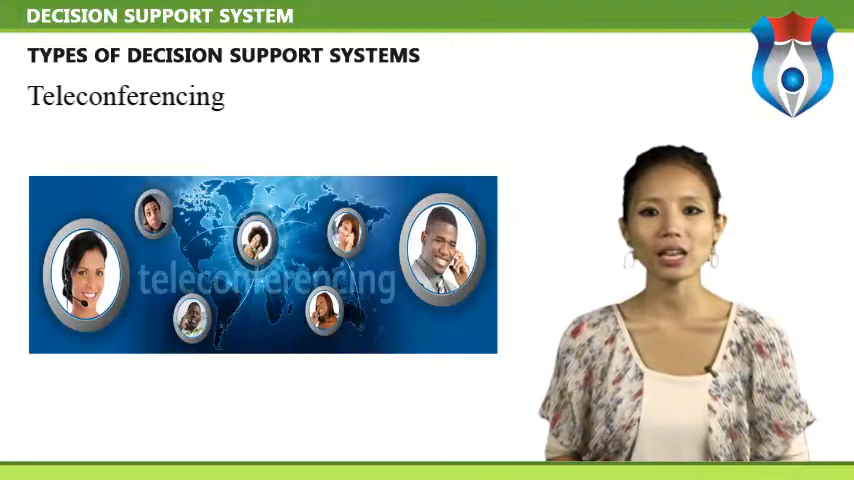 DECISION SUPPORT SYSTEM
TYPES OF DECISION SUPPORT SYSTEMS
Teleconferencing
teleconferencing